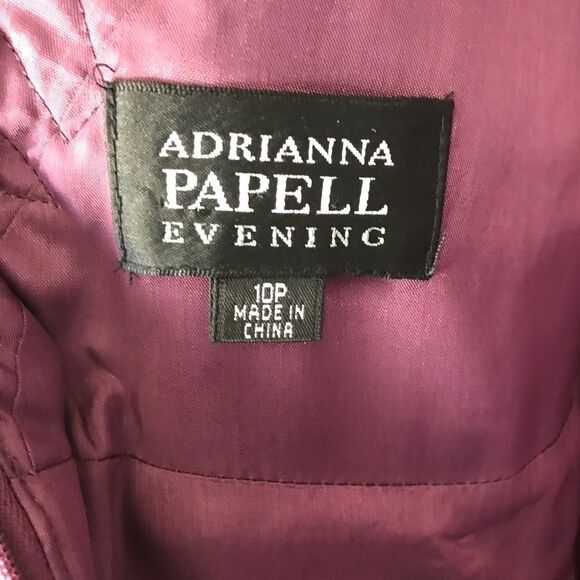 ADRIANNA
PAPELL
EVENING
10P
MADE IN
CHINA